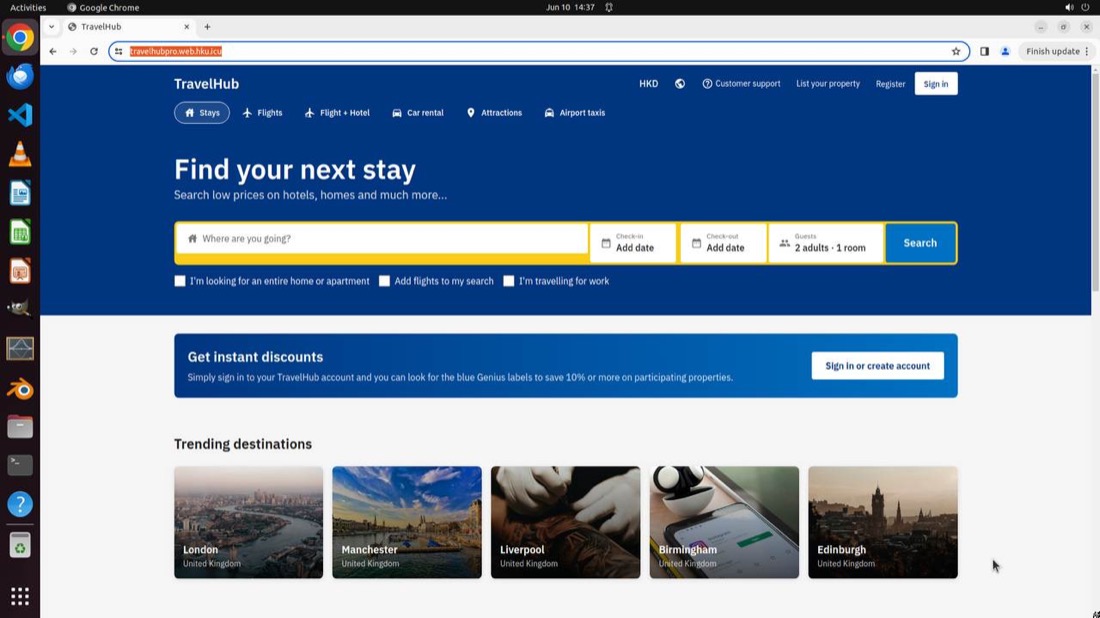 Activities
Google Chrome
Jun 10 14:37
TravelHub
travelhubpro.web.hku.icu
Finish update
TravelHub
HKD
Customer support
List your property
Register
Sign in
Stays
Flights
Flight + Hotel
Car rental
Attractions
Airport taxis
Find your next stay
Search low prices on hotels, homes and much more...
Where are you going?
Check-in
Add date
Check-out
Add date
Guests
2 adults · 1 room
Search
I'm looking for an entire home or apartment
Add flights to my search
I'm travelling for work
Get instant discounts
Simply sign in to your TravelHub account and you can look for the blue Genius labels to save 10% or more on participating properties.
Sign in or create account
Trending destinations
London
United Kingdom
Manchester
United Kingdom
Liverpool
United Kingdom
Birmingham
United Kingdom
Edinburgh
United Kingdom